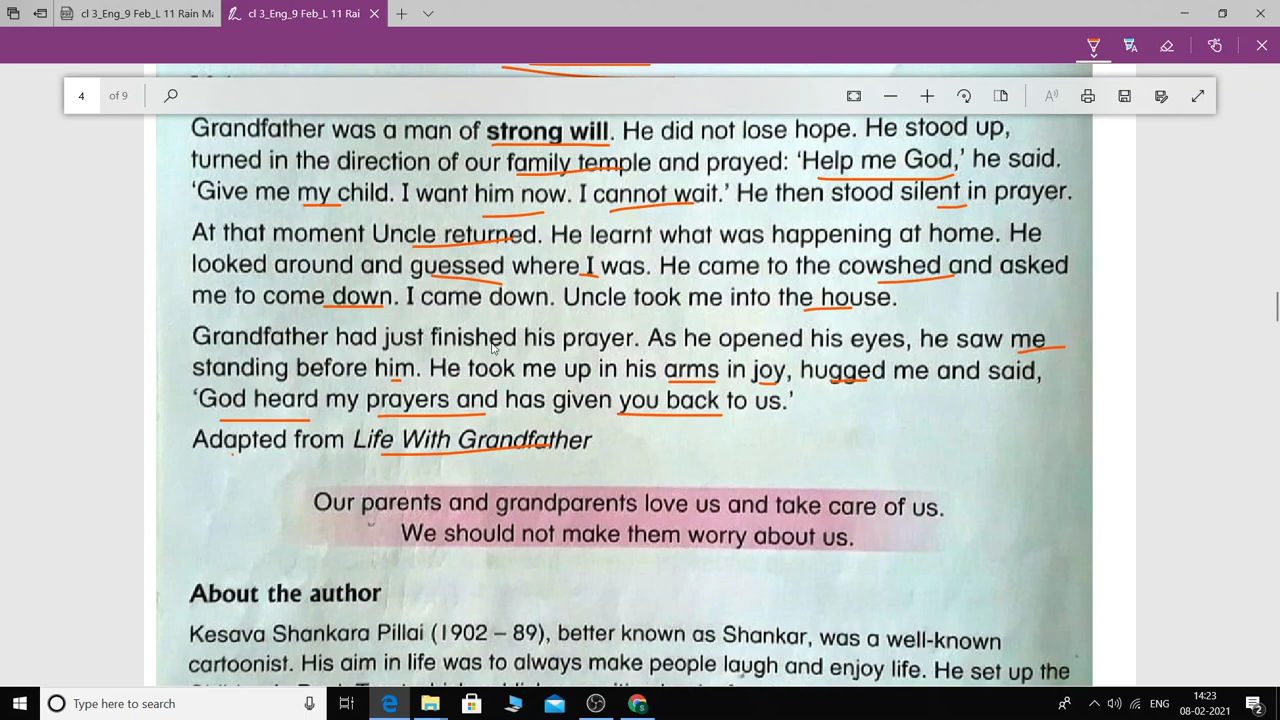 cl 3_Eng_9 Feb_L 11 Rain Ma
cl 3_Eng_9 Feb_L 11 Rai
4 of 9
Grandfather was a man of strong will. He did not lose hope. He stood up,
turned in the direction of our family temple and prayed: ‘Help me God,’ he said.
‘Give me my child. I want him now. I cannot wait.’ He then stood silent in prayer.
At that moment Uncle returned. He learnt what was happening at home. He
looked around and guessed where I was. He came to the cowshed and asked
me to come down. I came down. Uncle took me into the house.
Grandfather had just finished his prayer. As he opened his eyes, he saw me
standing before him. He took me up in his arms in joy, hugged me and said,
‘God heard my prayers and has given you back to us.’
Adapted from Life With Grandfather
Our parents and grandparents love us and take care of us.
We should not make them worry about us.
About the author
Kesava Shankara Pillai (1902 – 89), better known as Shankar, was a well-known
cartoonist. His aim in life was to always make people laugh and enjoy life. He set up the
Type here to search
ENG
14:23
08-02-2021
2